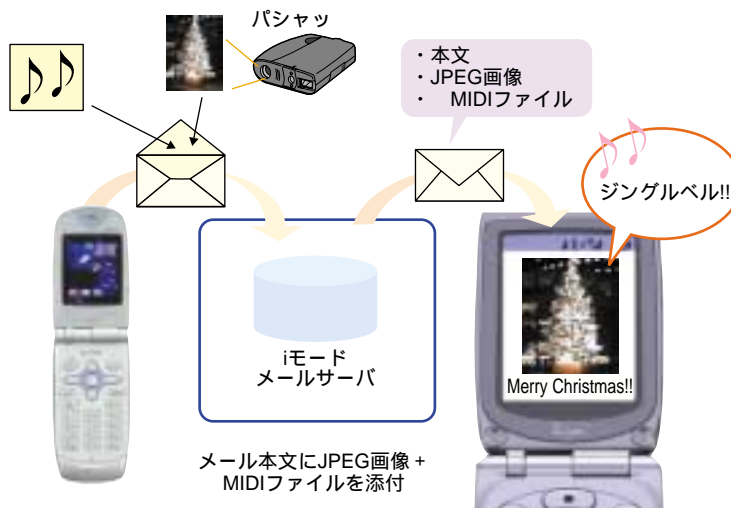 パシャッ
・本文
・JPEG画像
・ MIDIファイル
ジングルベル!!
iモード
メールサーバ
Merry Christmas!!
メール本文にJPEG画像+
MIDIファイルを添付